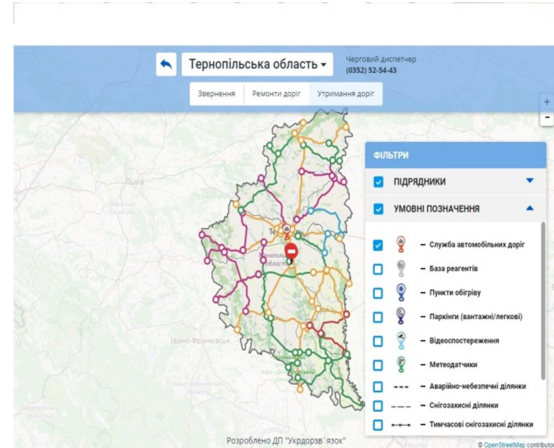 Тернопільська область
Черговий диспетчер
(0352) 52-54-43
Звернення
Ремонти доріг
Утримання доріг
+
-
ФІЛЬТРИ
ПІДРЯДНИКИ
УМОВНІ ПОЗНАЧЕННЯ
– Служба автомобільних доріг
– База реагентів
– Пункти обігріву
– Паркінги (вантажні/легкові)
– Відеоспостереження
– Метеодатчики
– Аварійно-небезпечні ділянки
– Снігозахисні ділянки
– Тимчасові снігозахисні ділянки
Львів
Івано-Франківськ
Розроблено ДП "Укрдорзв`язок"
© OpenStreetMap contributor